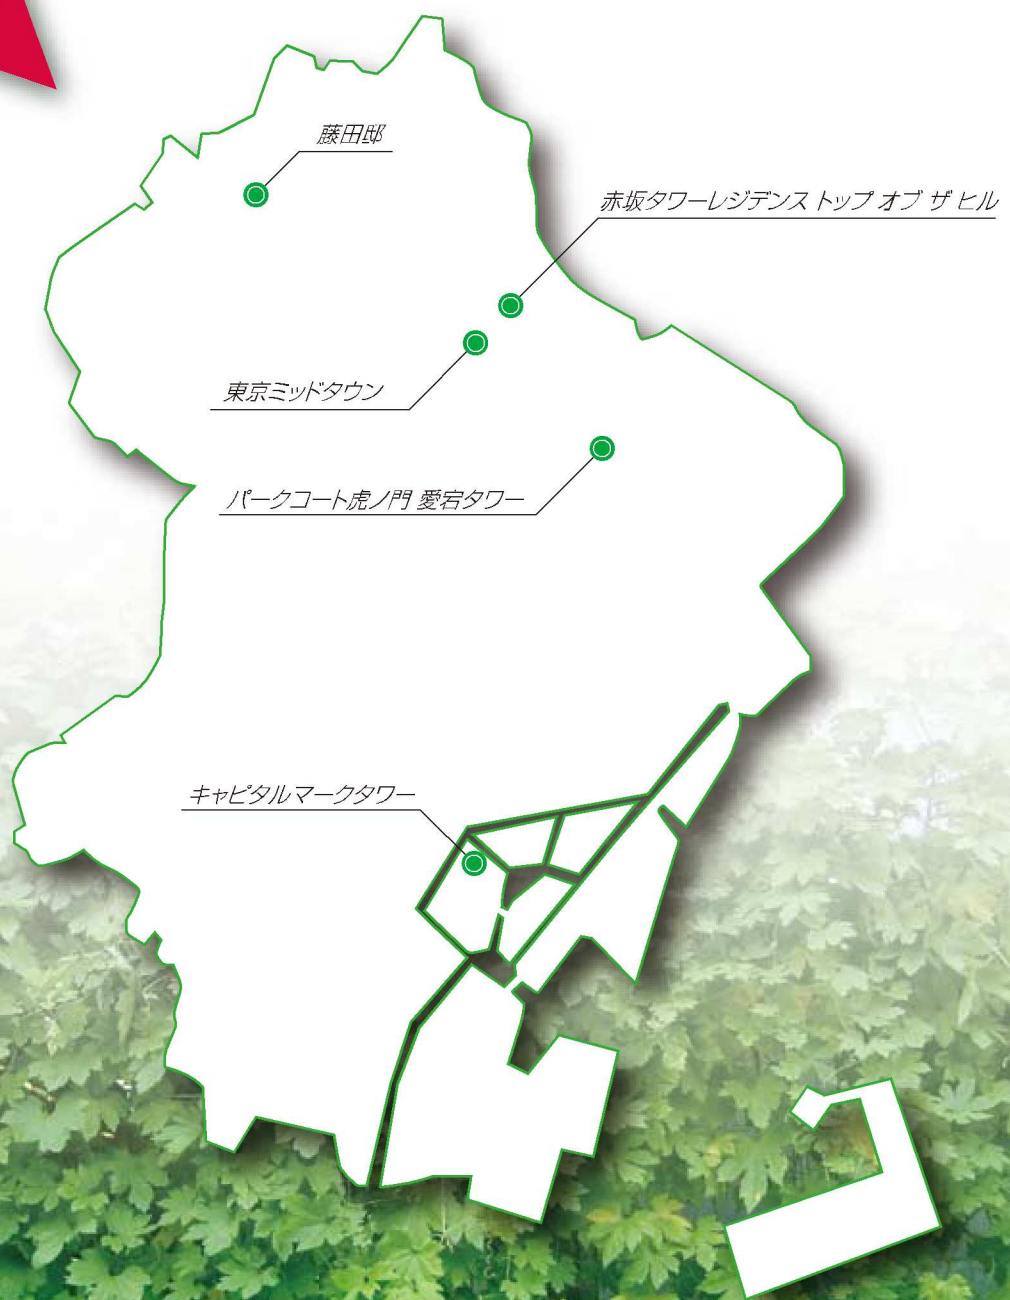 藤田邸
赤坂タワーレジデンス トップ オブ ザ ヒル
東京ミッドタウン
パークコート虎ノ門 愛宕タワー
キャピタルマークタワー